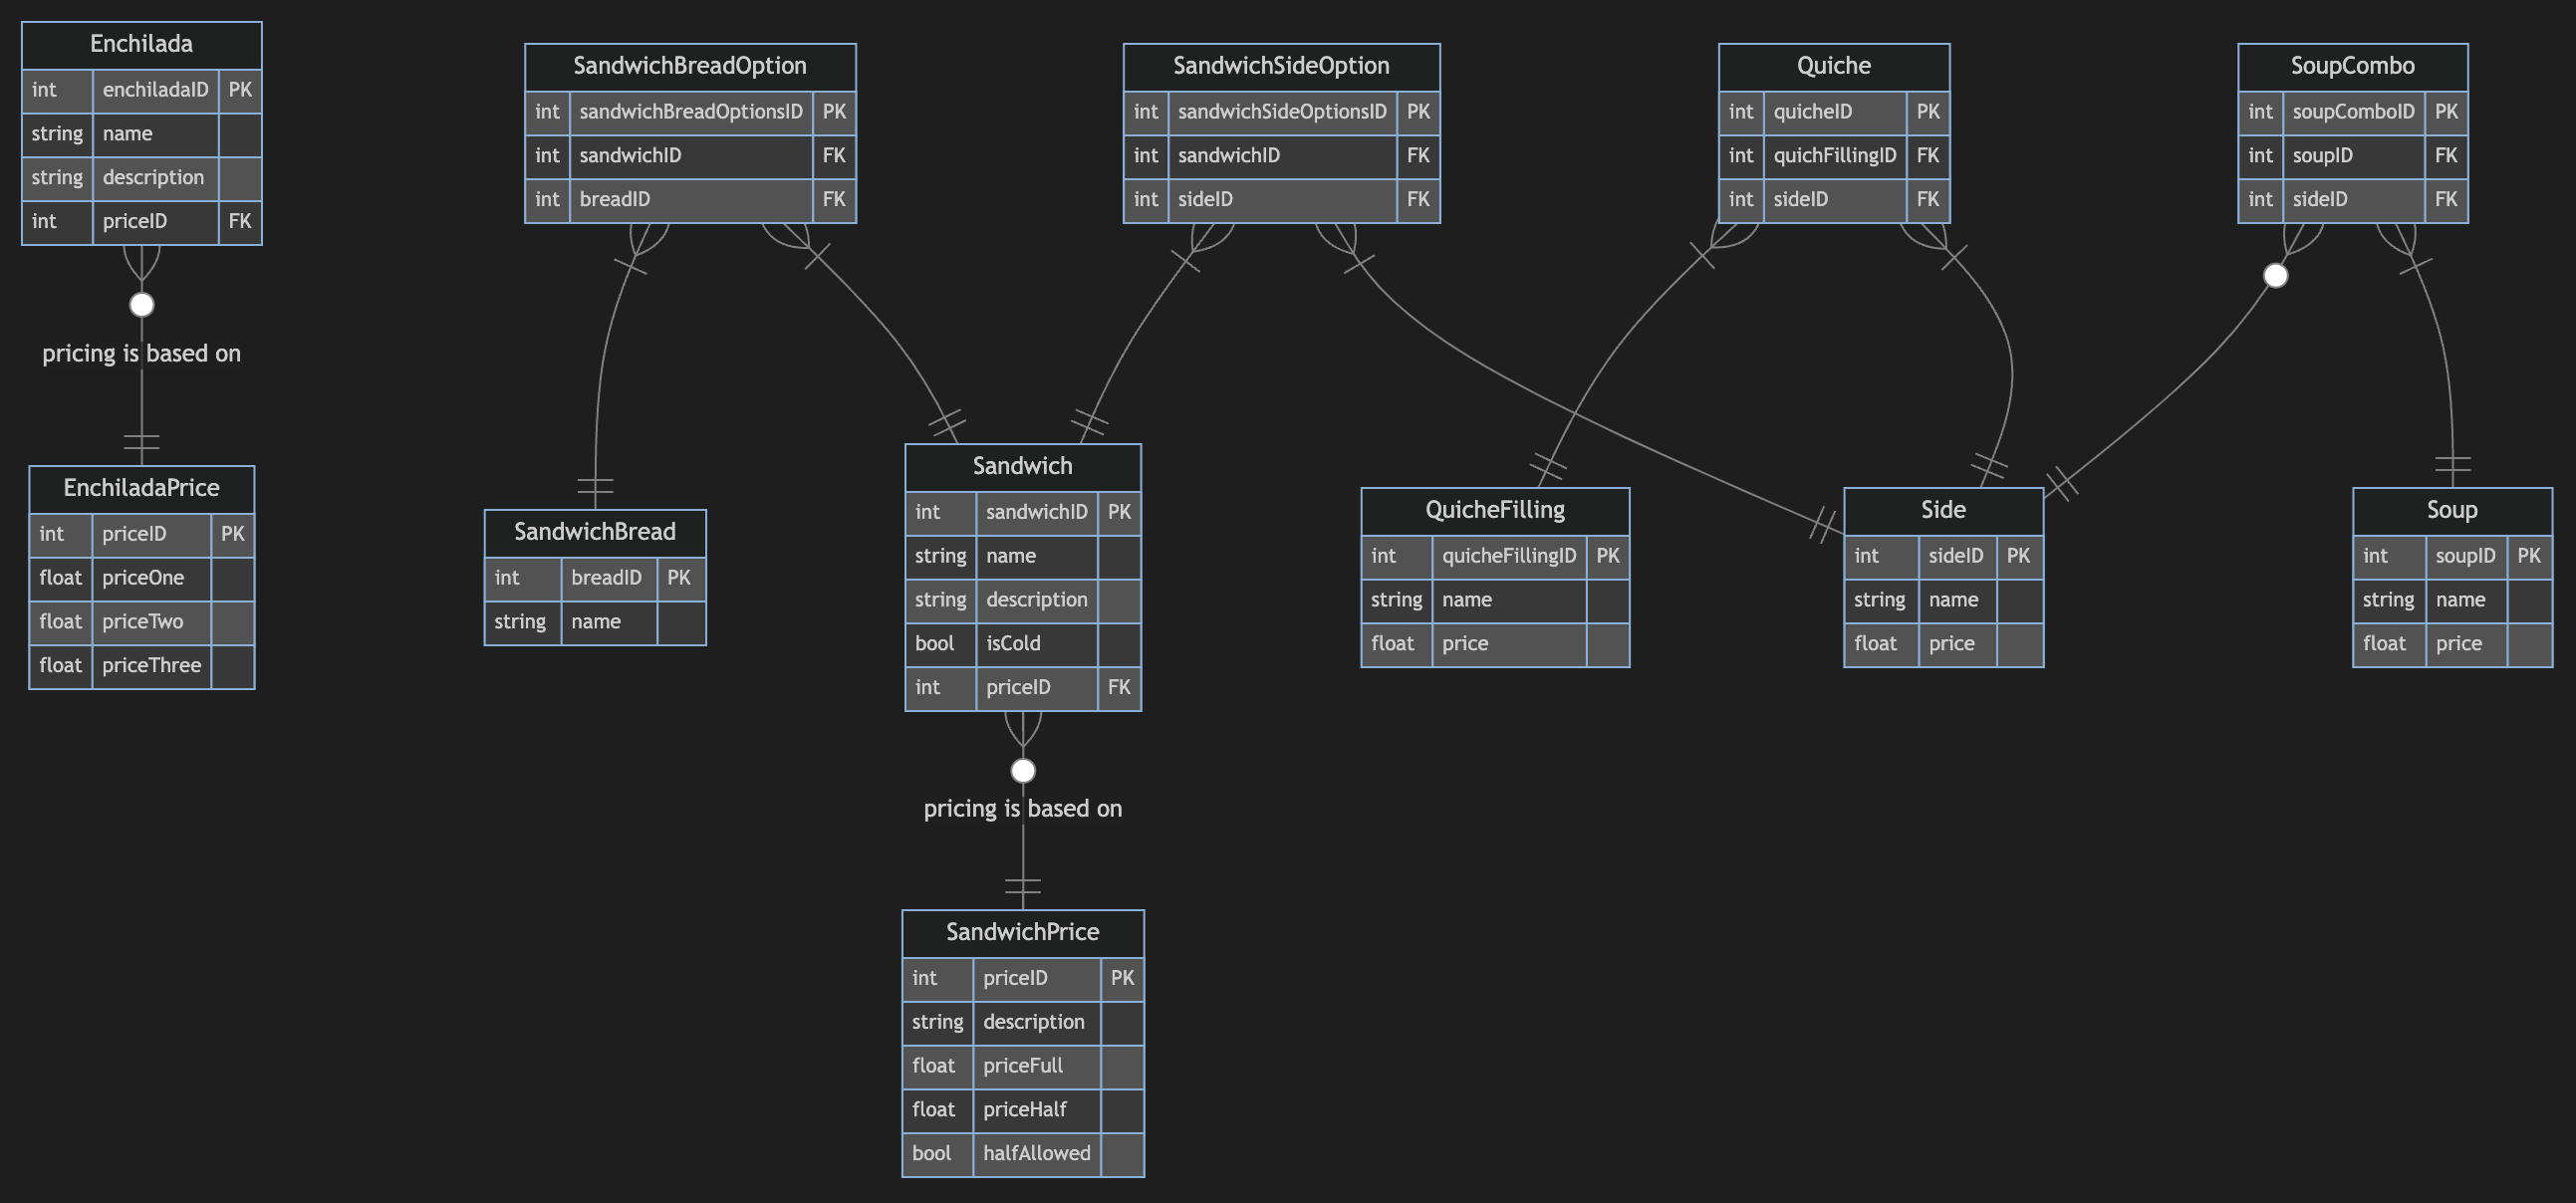 Enchilada
int enchiladaID PK
string name
string description
int priceID FK
pricing is based on
EnchiladaPrice
int priceID PK
float priceOne
float priceTwo
float priceThree
SandwichBreadOption
int sandwichBreadOptionsID PK
int sandwichID FK
int breadID FK
SandwichBread
int breadID PK
string name
SandwichSideOption
int sandwichSideOptionsID PK
int sandwichID FK
int sideID FK
Sandwich
int sandwichID PK
string name
string description
bool isCold
int priceID FK
pricing is based on
SandwichPrice
int priceID PK
string description
float priceFull
float priceHalf
bool halfAllowed
Quiche
int quicheID PK
int quichFillingID FK
int sideID FK
QuicheFilling
int quicheFillingID PK
string name
float price
Side
int sideID PK
string name
float price
SoupCombo
int soupComboID PK
int soupID FK
int sideID FK
Soup
int soupID PK
string name
float price